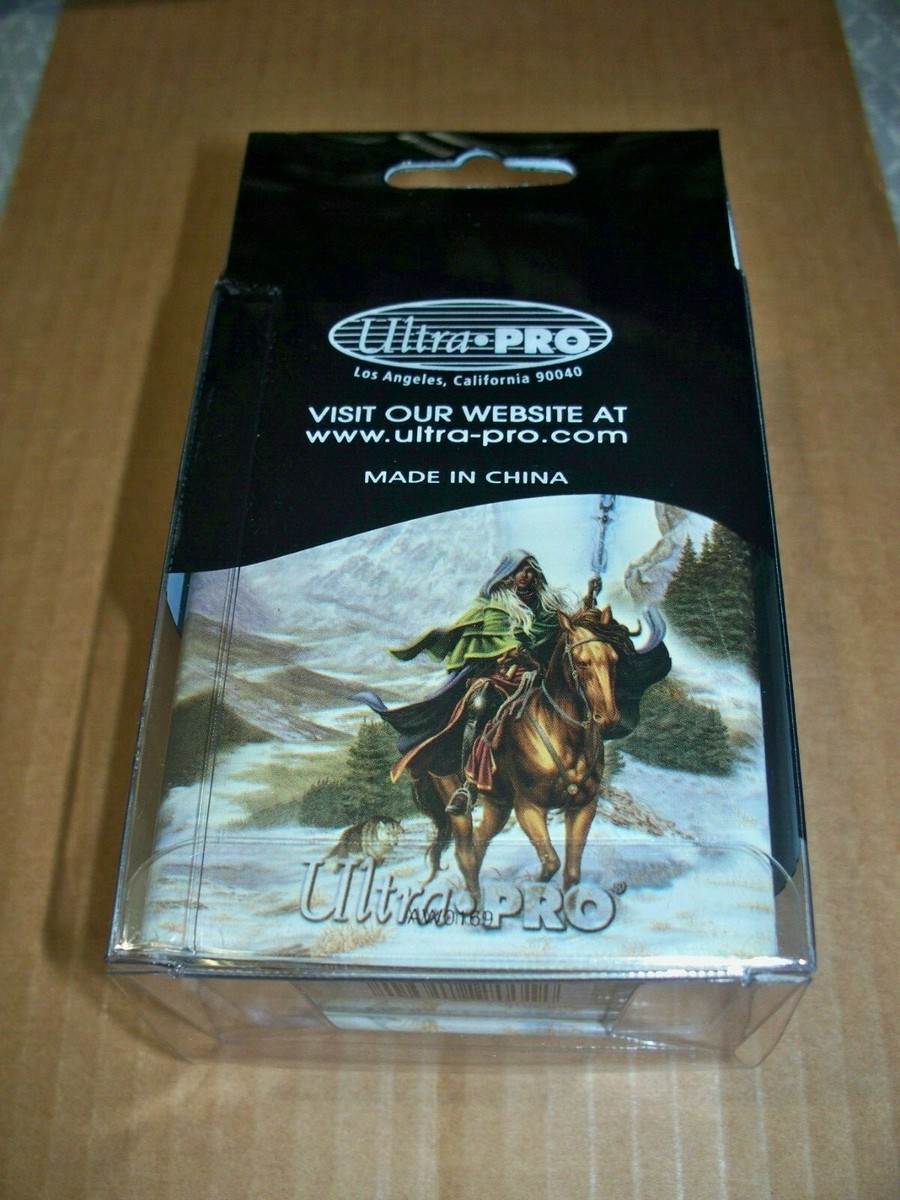 Ultra•PRO
Los Angeles, California 90040
VISIT OUR WEBSITE AT
www.ultra-pro.com
MADE IN CHINA
Ultra•PRO®
AW0169